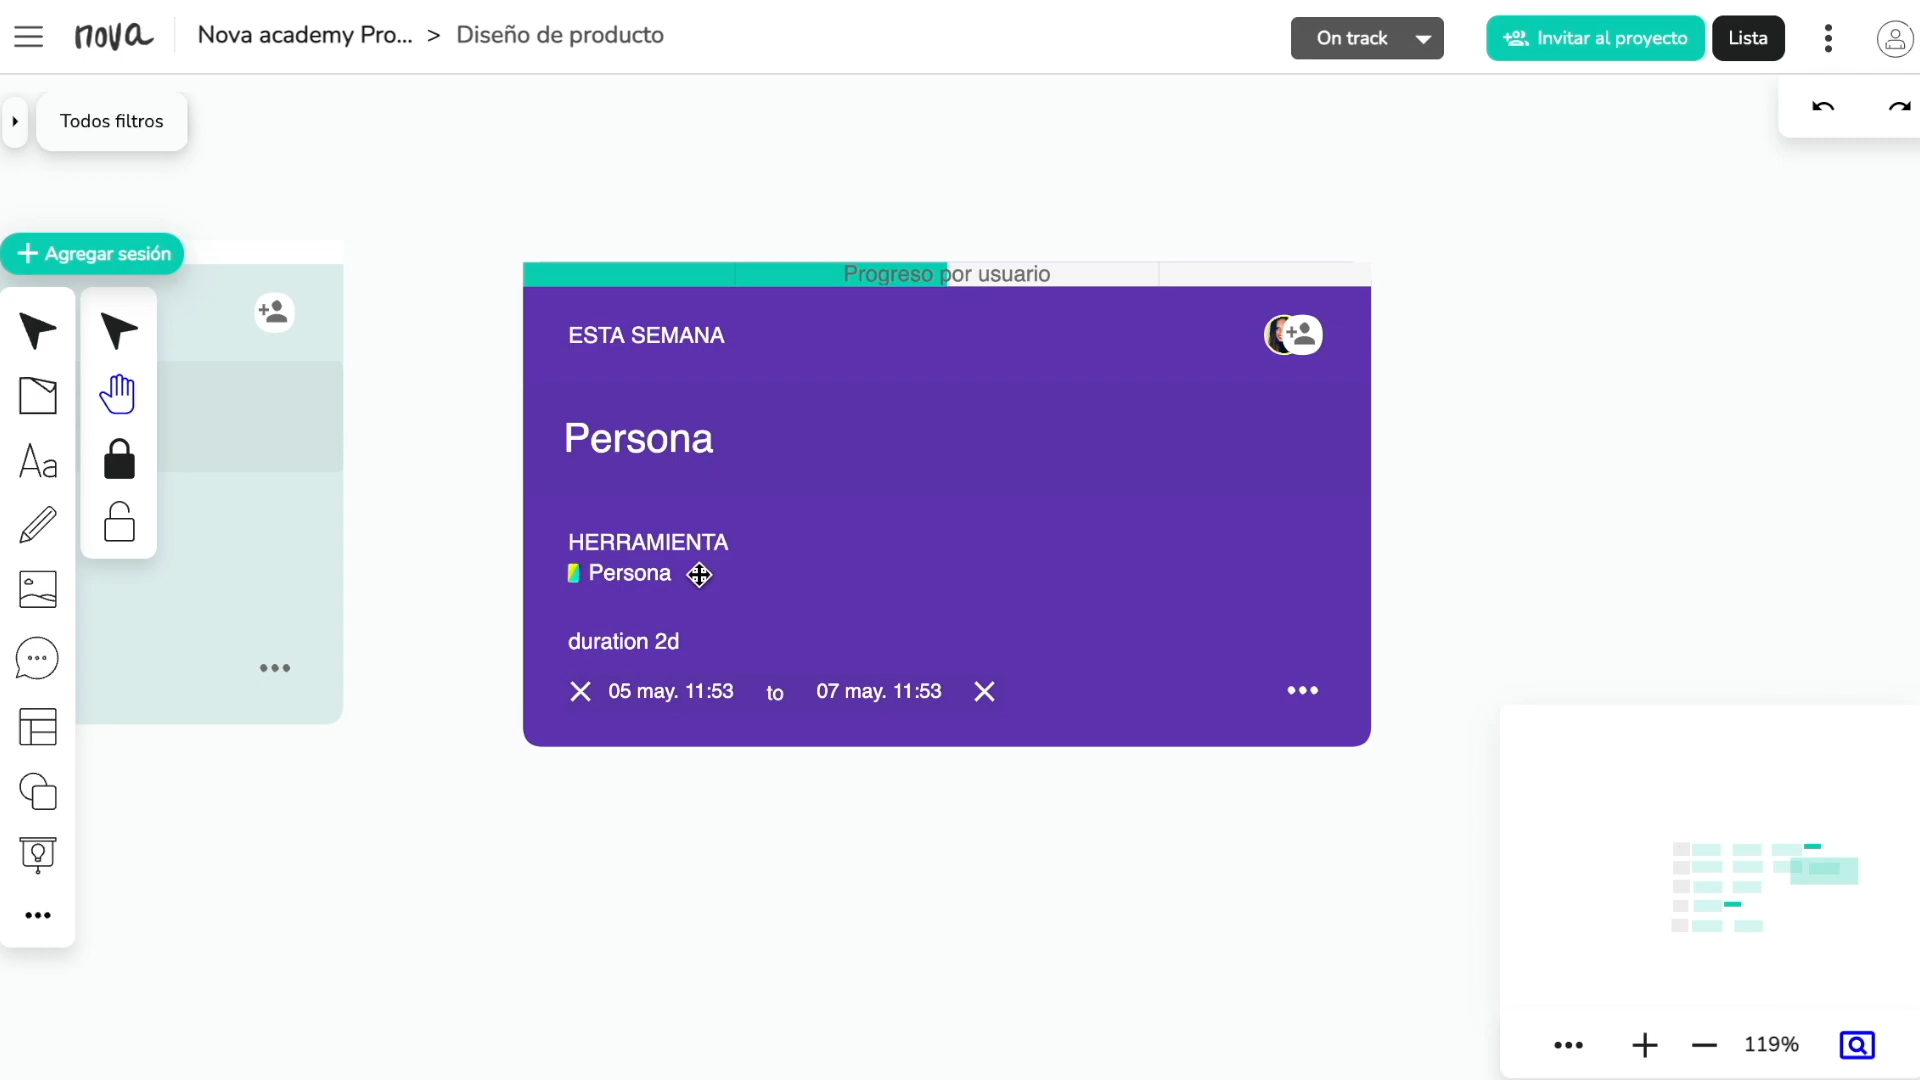 nova
Nova academy Pro... > Diseño de producto
On track
Invitar al proyecto
Lista
Todos filtros
+ Agregar sesión
Progreso por usuario
ESTA SEMANA
Persona
HERRAMIENTA
Persona
duration 2d
05 may. 11:53 to 07 may. 11:53
Aa
119%